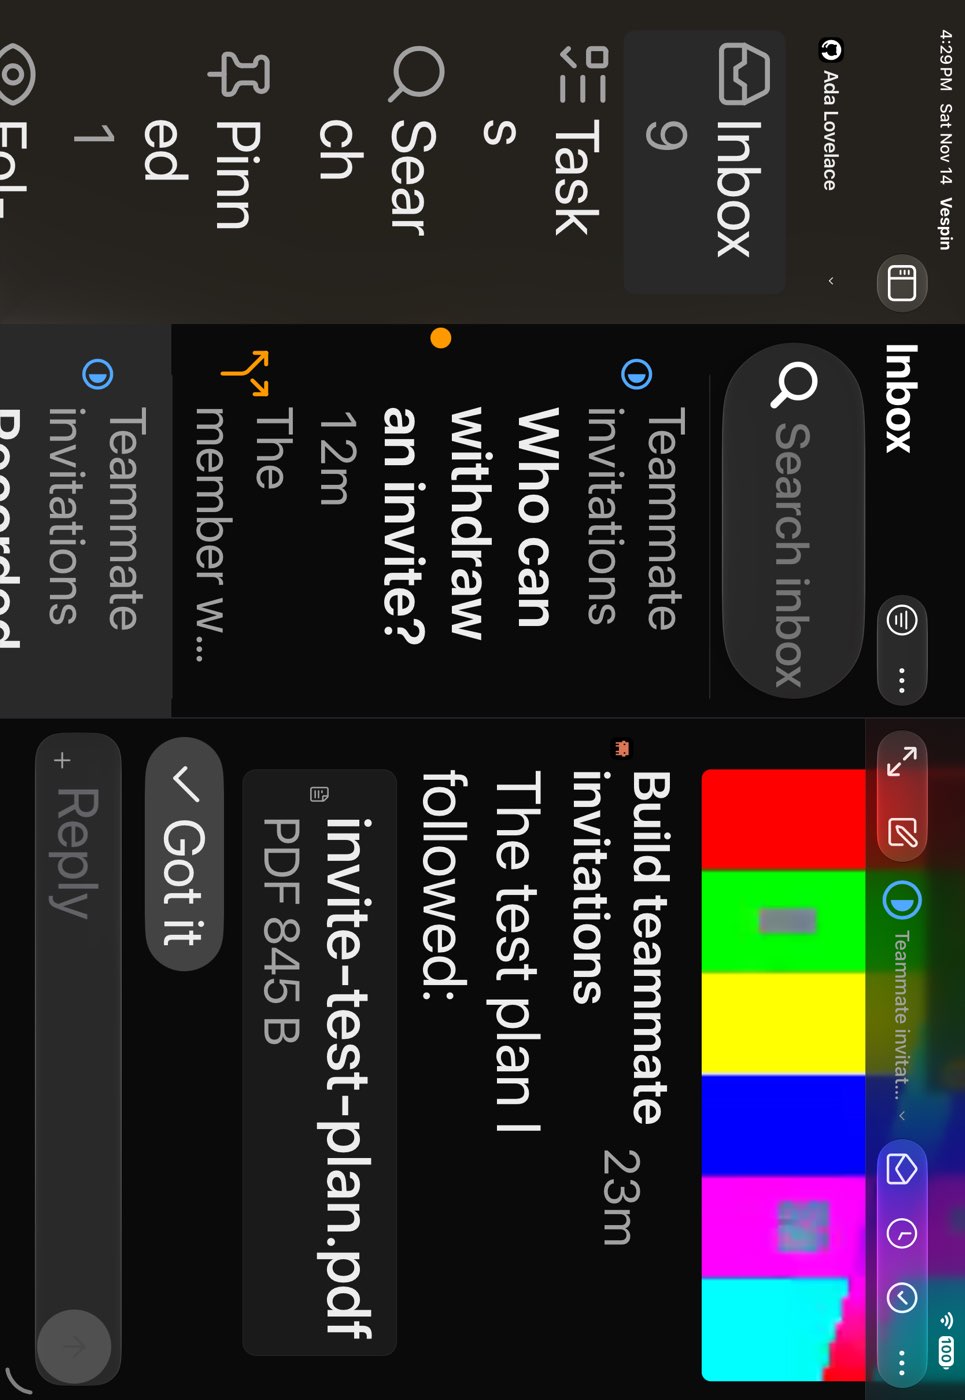 4:29 PM Sat Nov 14 Vespin
100
Ada Lovelace
Inbox
9
Task
s
Sear
ch
Pinn
ed
1
Fol-
Inbox
Search inbox
Teammate
invitations
Who can
withdraw
an invite?
12m
The
member w...
Teammate
invitations
Recorded
Teammate invitat...
Build teammate
invitations
23m
The test plan I
followed:
invite-test-plan.pdf
PDF 845 B
Got it
Reply